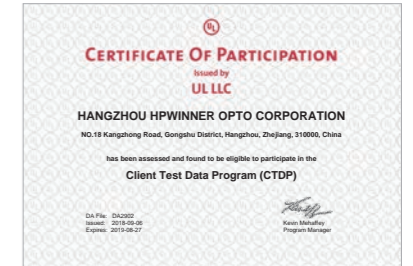 UL
CERTIFICATE OF PARTICIPATION
Issued by
UL LLC
HANGZHOU HPWINNER OPTO CORPORATION
NO.18 Kangzhong Road, Gongshu District, Hangzhou, Zhejiang, 310000, China
has been assessed and found to be eligible to participate in the
Client Test Data Program (CTDP)
DA File: DA2902
Issued: 2018-09-06
Expires: 2019-08-27
Kevin Mehaffey
Program Manager